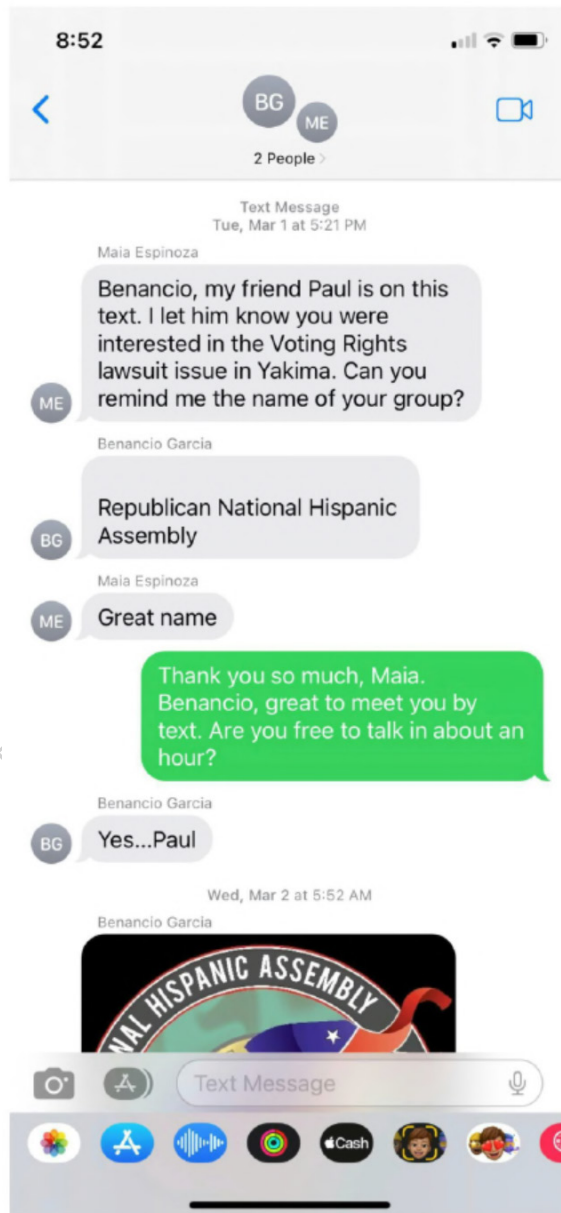 8:52
BG
ME
2 People >
Text Message
Tue, Mar 1 at 5:21 PM
Maia Espinoza
Benancio, my friend Paul is on this
text. I let him know you were
interested in the Voting Rights
lawsuit issue in Yakima. Can you
remind me the name of your group?
ME
Benancio Garcia
Republican National Hispanic
Assembly
BG
Maia Espinoza
Great name
ME
Thank you so much, Maia.
Benancio, great to meet you by
text. Are you free to talk in about an
hour?
Benancio Garcia
Yes...Paul
BG
Wed, Mar 2 at 5:52 AM
Benancio Garcia
NAL HISPANIC ASSEMBLY
Text Message
Cash